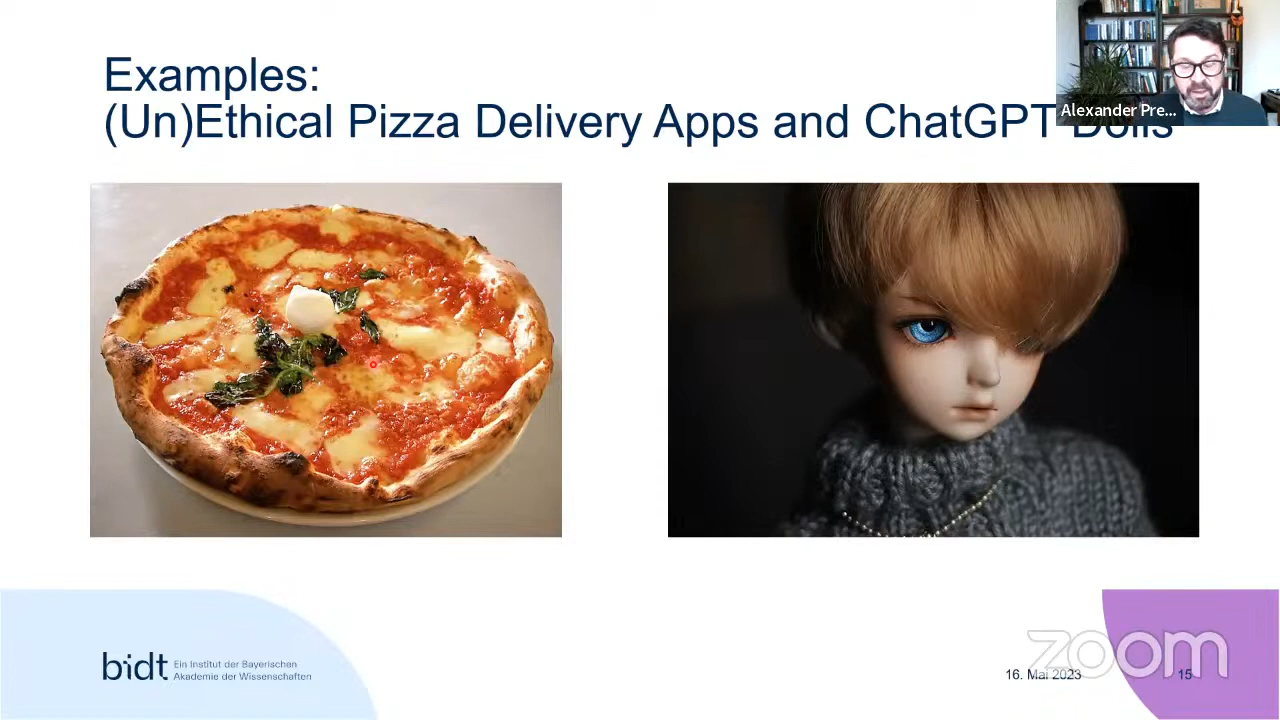 Examples:
(Un)Ethical Pizza Delivery Apps and ChatGPT Dolls
Alexander Pre...
bidt
Ein Institut der Bayerischen
Akademie der Wissenschaften
zoom
16. Mai 2023
15